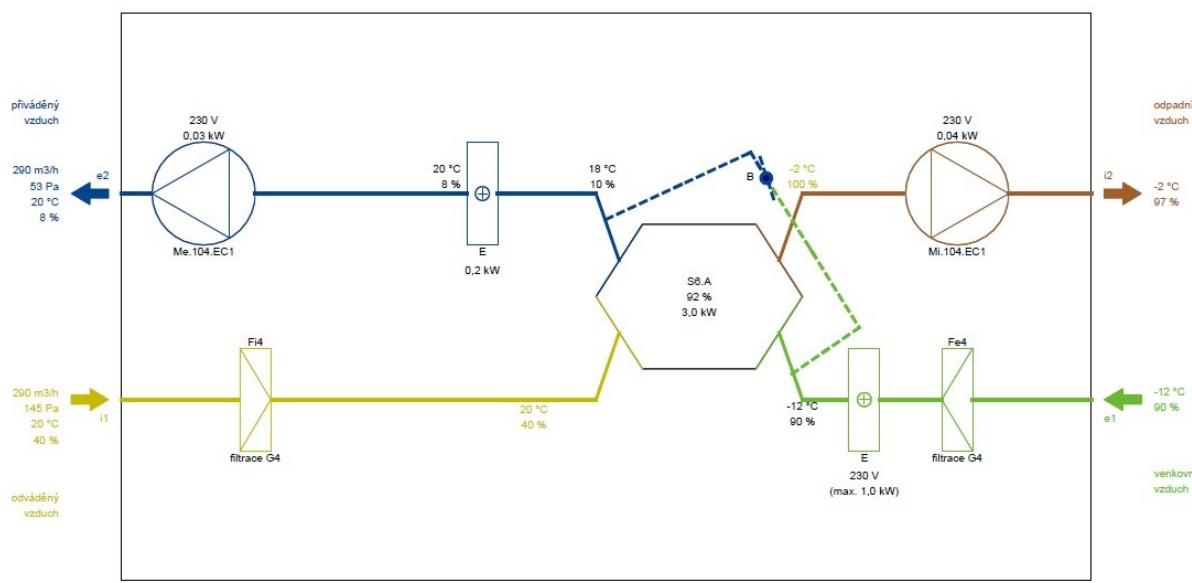 přiváděný
vzduch
290 m3/h
53 Pa
20 °C
8 %
e2
230 V
0,03 kW
Me.104.EC1
20 °C
8 %
E
0,2 kW
18 °C
10 %
B
-2 °C
100 %
230 V
0,04 kW
Mi.104.EC1
odpadní
vzduch
i2
-2 °C
97 %
S6.A
92 %
3,0 kW
290 m3/h
145 Pa
20 °C
40 %
i1
odváděný
vzduch
Fi4
filtrace G4
20 °C
40 %
-12 °C
90 %
E
230 V
(max. 1,0 kW)
Fe4
filtrace G4
-12 °C
90 %
e1
venkovn
vzduch